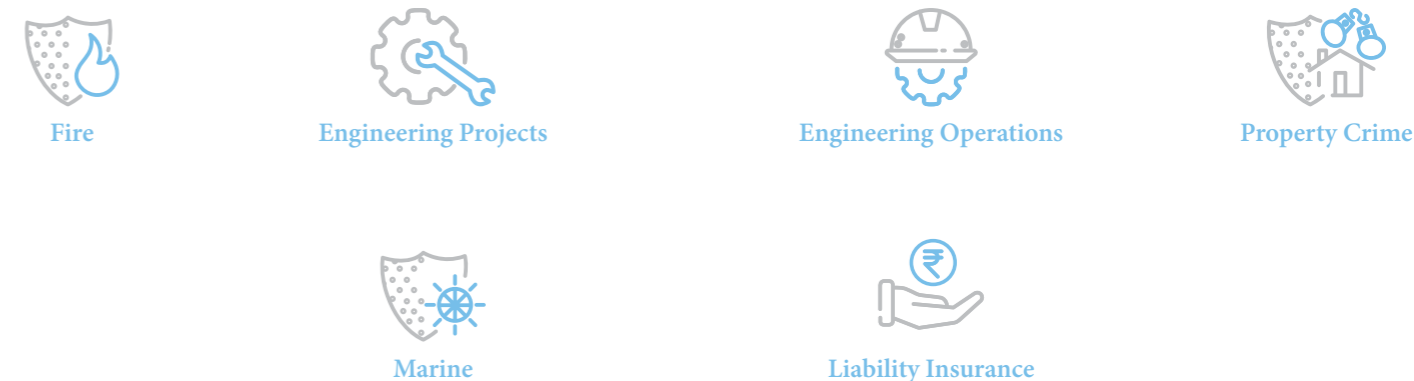 Fire
Engineering Projects
Engineering Operations
Property Crime
₹
Marine
Liability Insurance